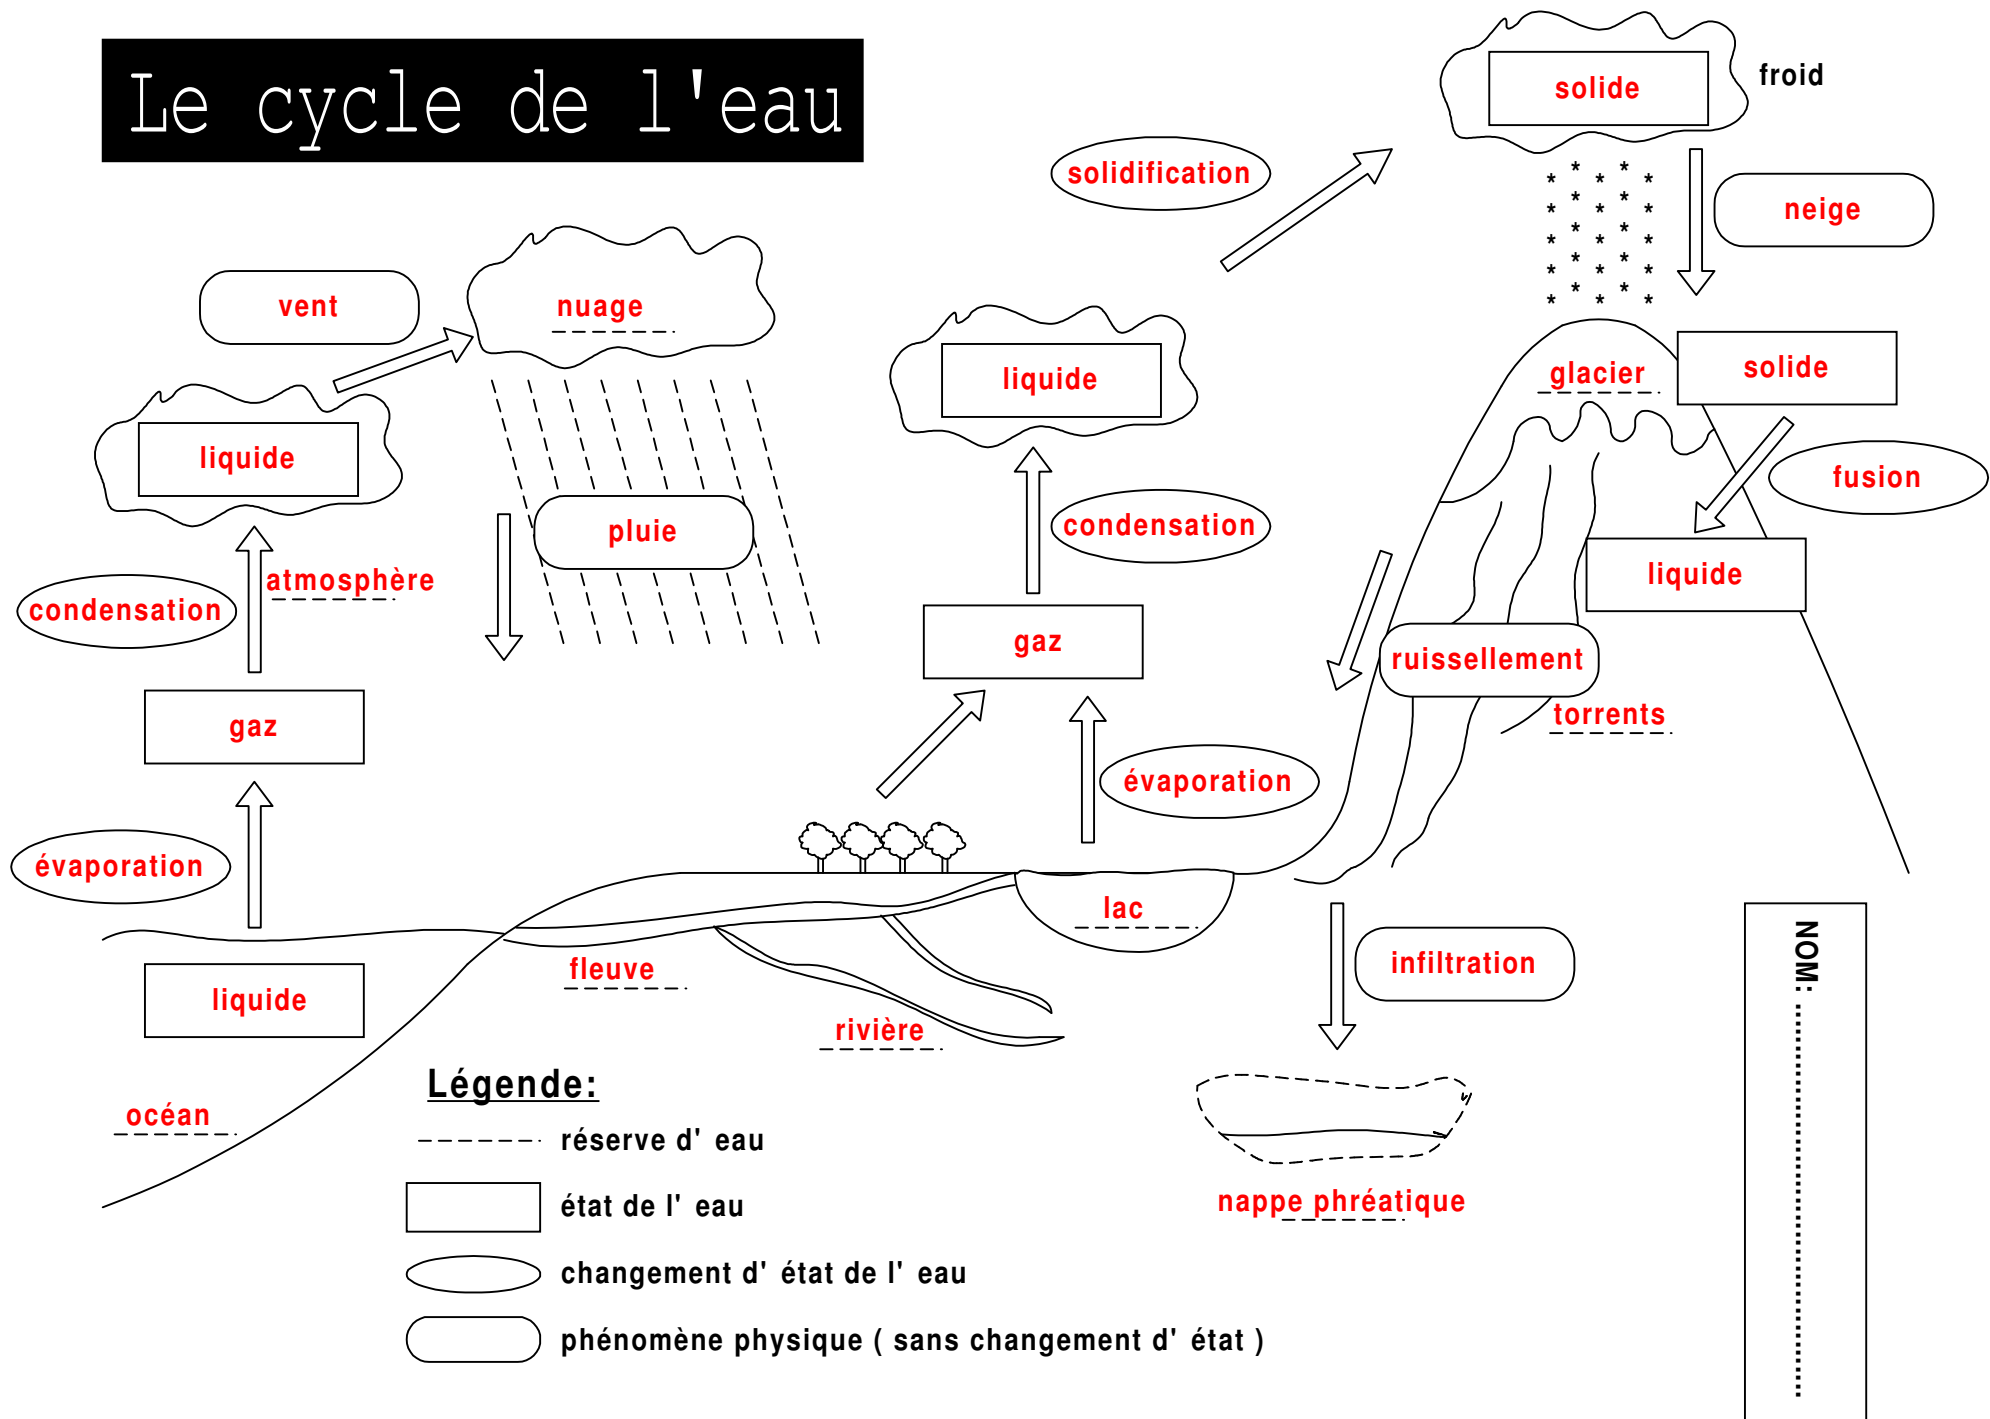 Le cycle de l'eau
solide
froid
solidification
neige
vent
nuage
liquide
glacier
solide
liquide
fusion
pluie
condensation
atmosphère
condensation
liquide
gaz
ruissellement
torrents
gaz
évaporation
évaporation
lac
infiltration
fleuve
liquide
rivière
océan
nappe phréatique
Légende:
réserve d' eau
état de l' eau
changement d' état de l' eau
phénomène physique ( sans changement d' état )
NOM: